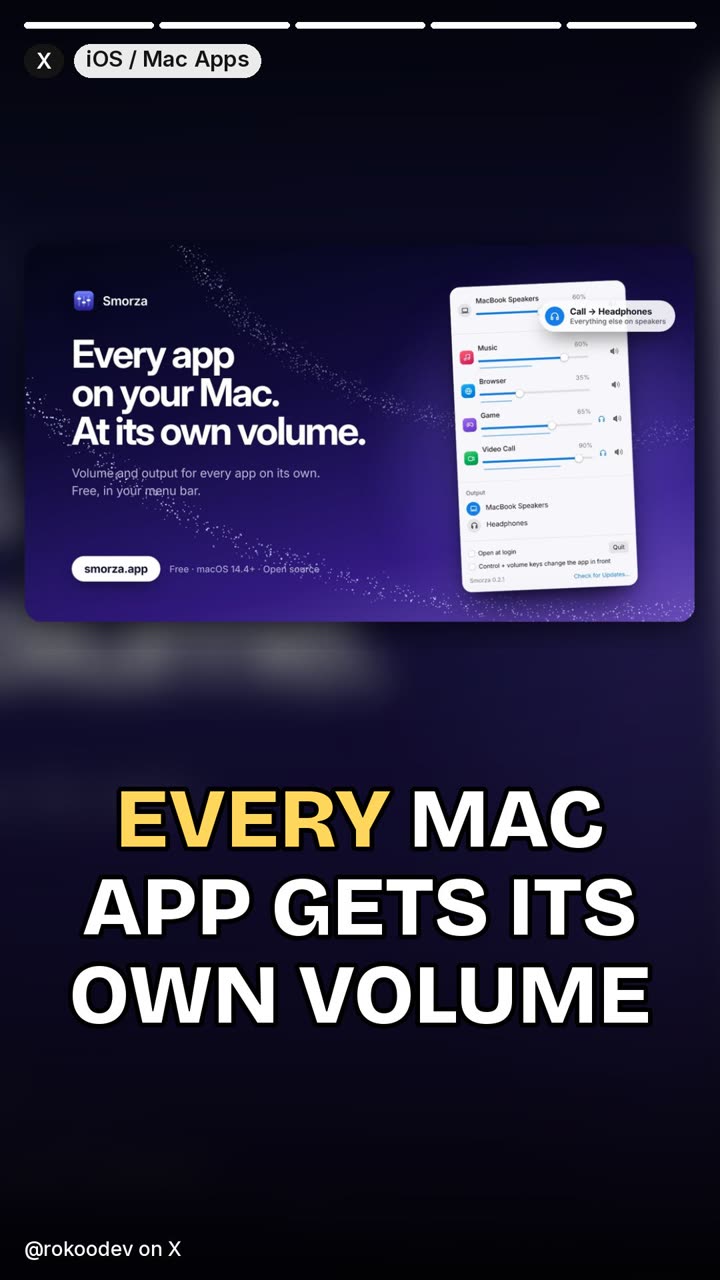 X
iOS / Mac Apps
Smorza
Every app
on your Mac.
At its own volume.
Volume and output for every app on its own.
Free, in your menu bar.
smorza.app
Free · macOS 14.4+ · Open source
MacBook Speakers
60%
Call → Headphones
Everything else on speakers
Music
80%
Browser
35%
Game
65%
Video Call
90%
Output
MacBook Speakers
Headphones
Open at login
Quit
Control + volume keys change the app in front
Smorza 0.2.1
Check for Updates...
EVERY MAC
APP GETS ITS
OWN VOLUME
@rokoodev on X